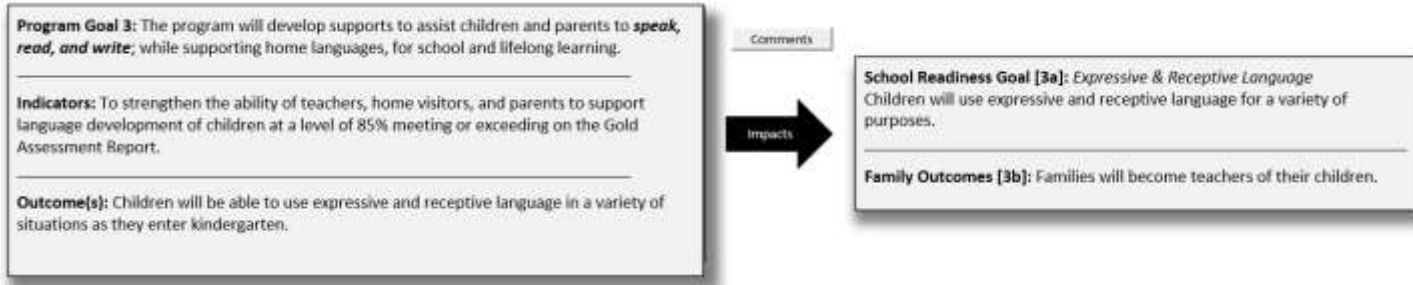 Program Goal 3: The program will develop supports to assist children and parents to speak,
read, and write; while supporting home languages, for school and lifelong learning.
Indicators: To strengthen the ability of teachers, home visitors, and parents to support
language development of children at a level of 85% meeting or exceeding on the Gold
Assessment Report.
Outcome(s): Children will be able to use expressive and receptive language in a variety of
situations as they enter kindergarten.
Comments
Impacts
School Readiness Goal [3a]: Expressive & Receptive Language
Children will use expressive and receptive language for a variety of
purposes.
Family Outcomes [3b]: Families will become teachers of their children.